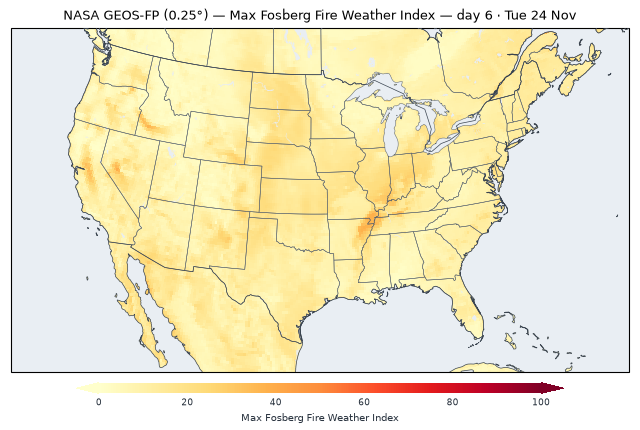 NASA GEOS-FP (0.25°) — Max Fosberg Fire Weather Index — day 6 · Tue 24 Nov
0 20 40 60 80 100
Max Fosberg Fire Weather Index